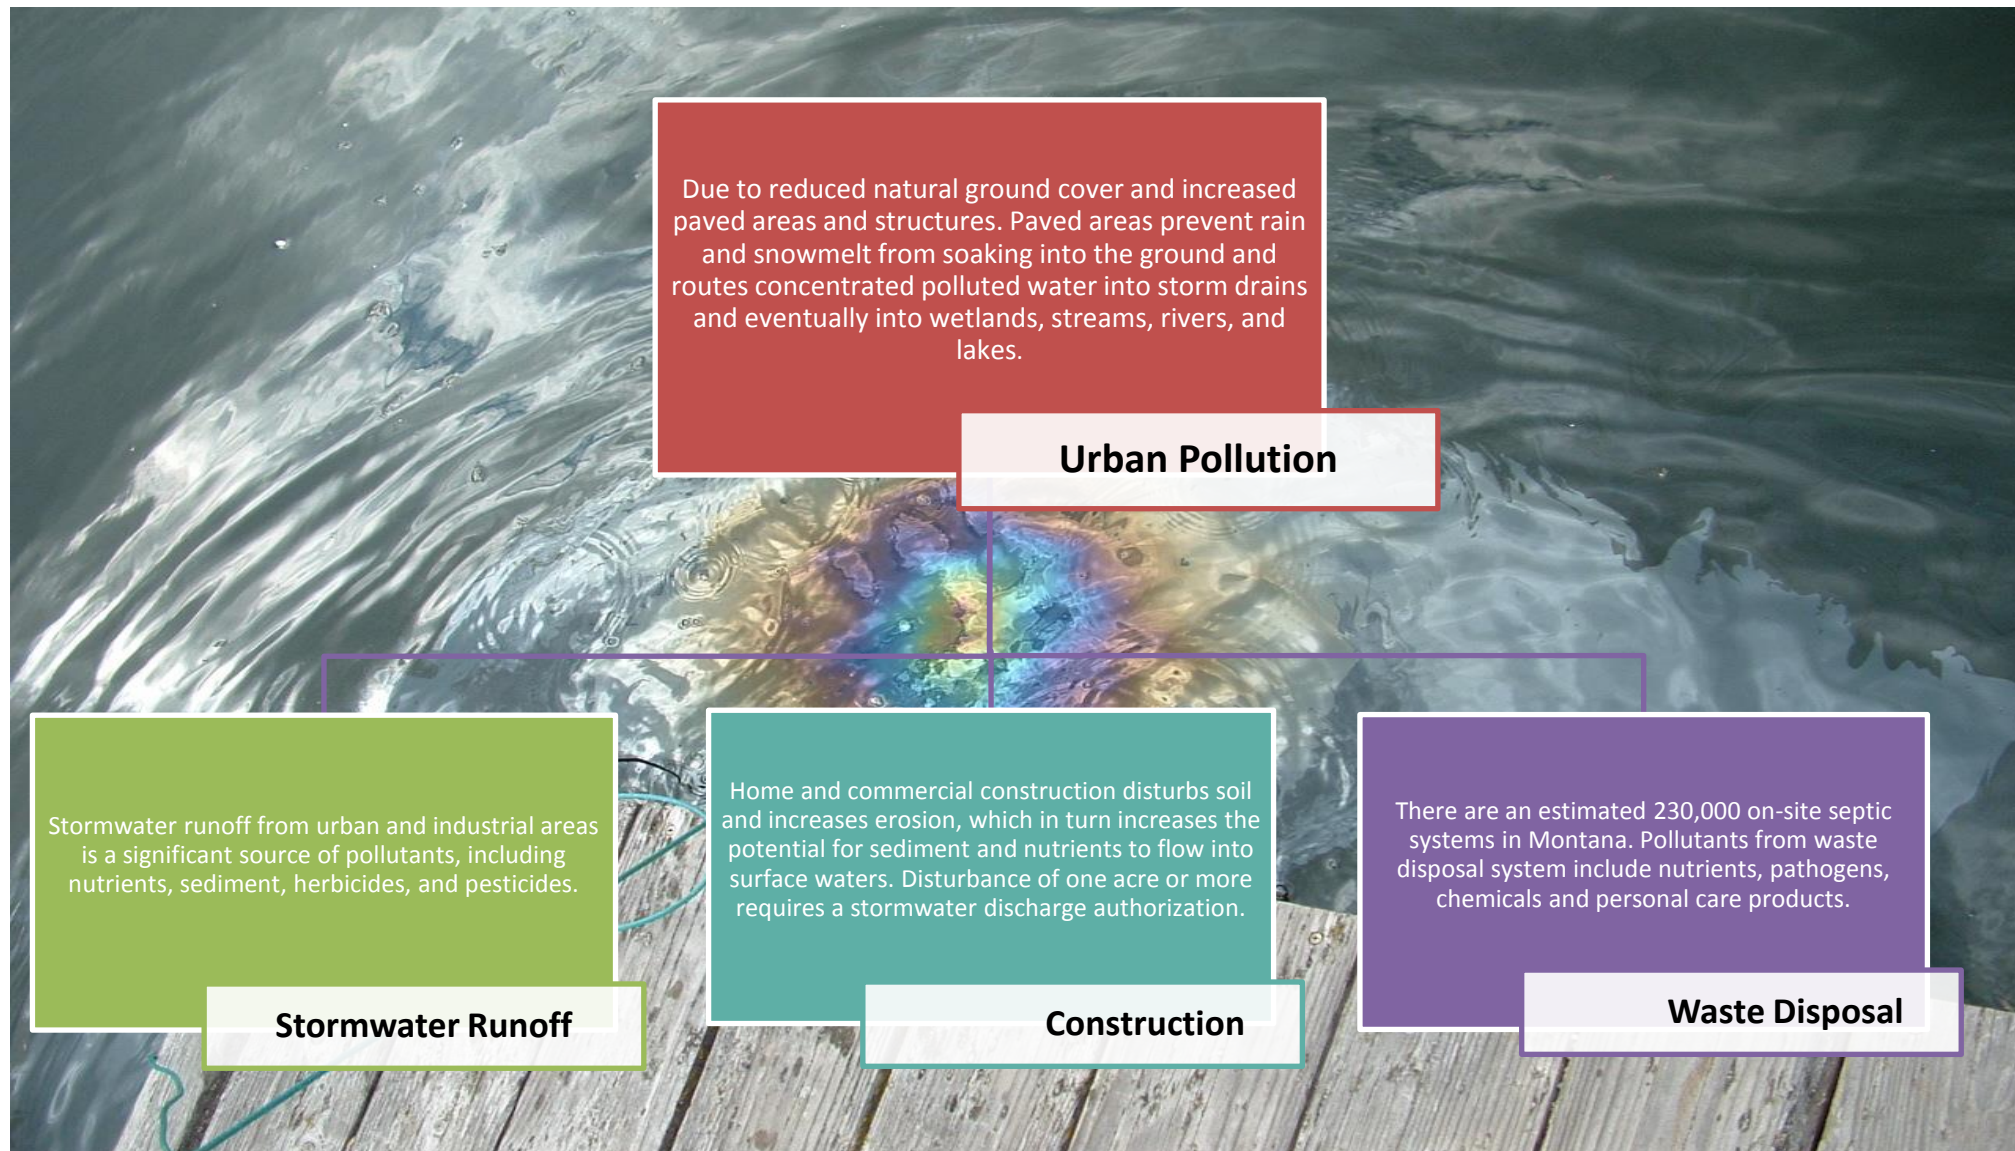 Due to reduced natural ground cover and increased
paved areas and structures. Paved areas prevent rain
and snowmelt from soaking into the ground and
routes concentrated polluted water into storm drains
and eventually into wetlands, streams, rivers, and
lakes.
Urban Pollution
Stormwater runoff from urban and industrial areas
is a significant source of pollutants, including
nutrients, sediment, herbicides, and pesticides.
Stormwater Runoff
Home and commercial construction disturbs soil
and increases erosion, which in turn increases the
potential for sediment and nutrients to flow into
surface waters. Disturbance of one acre or more
requires a stormwater discharge authorization.
Construction
There are an estimated 230,000 on-site septic
systems in Montana. Pollutants from waste
disposal system include nutrients, pathogens,
chemicals and personal care products.
Waste Disposal